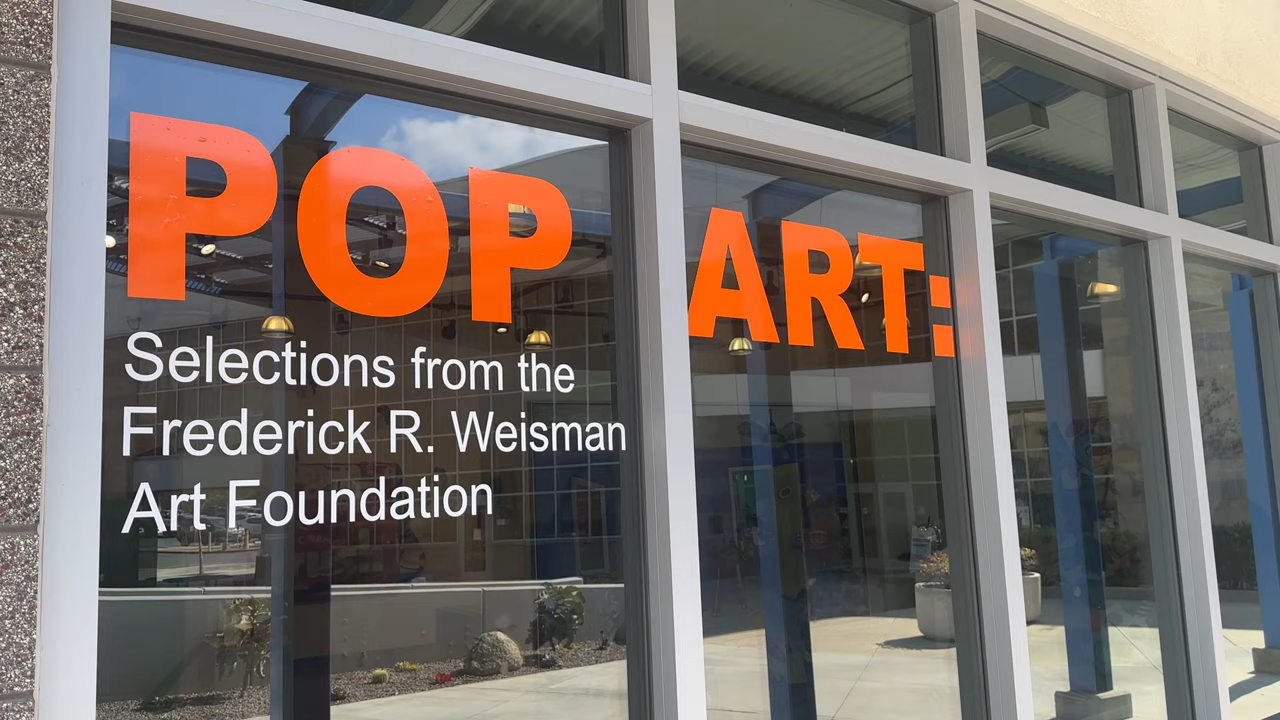 POP ART:
Selections from the
Frederick R. Weisman
Art Foundation